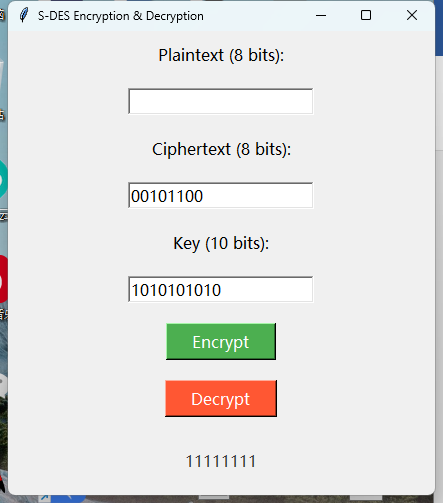 S-DES Encryption & Decryption
Plaintext (8 bits):
Ciphertext (8 bits):
00101100
Key (10 bits):
1010101010
Encrypt
Decrypt
11111111